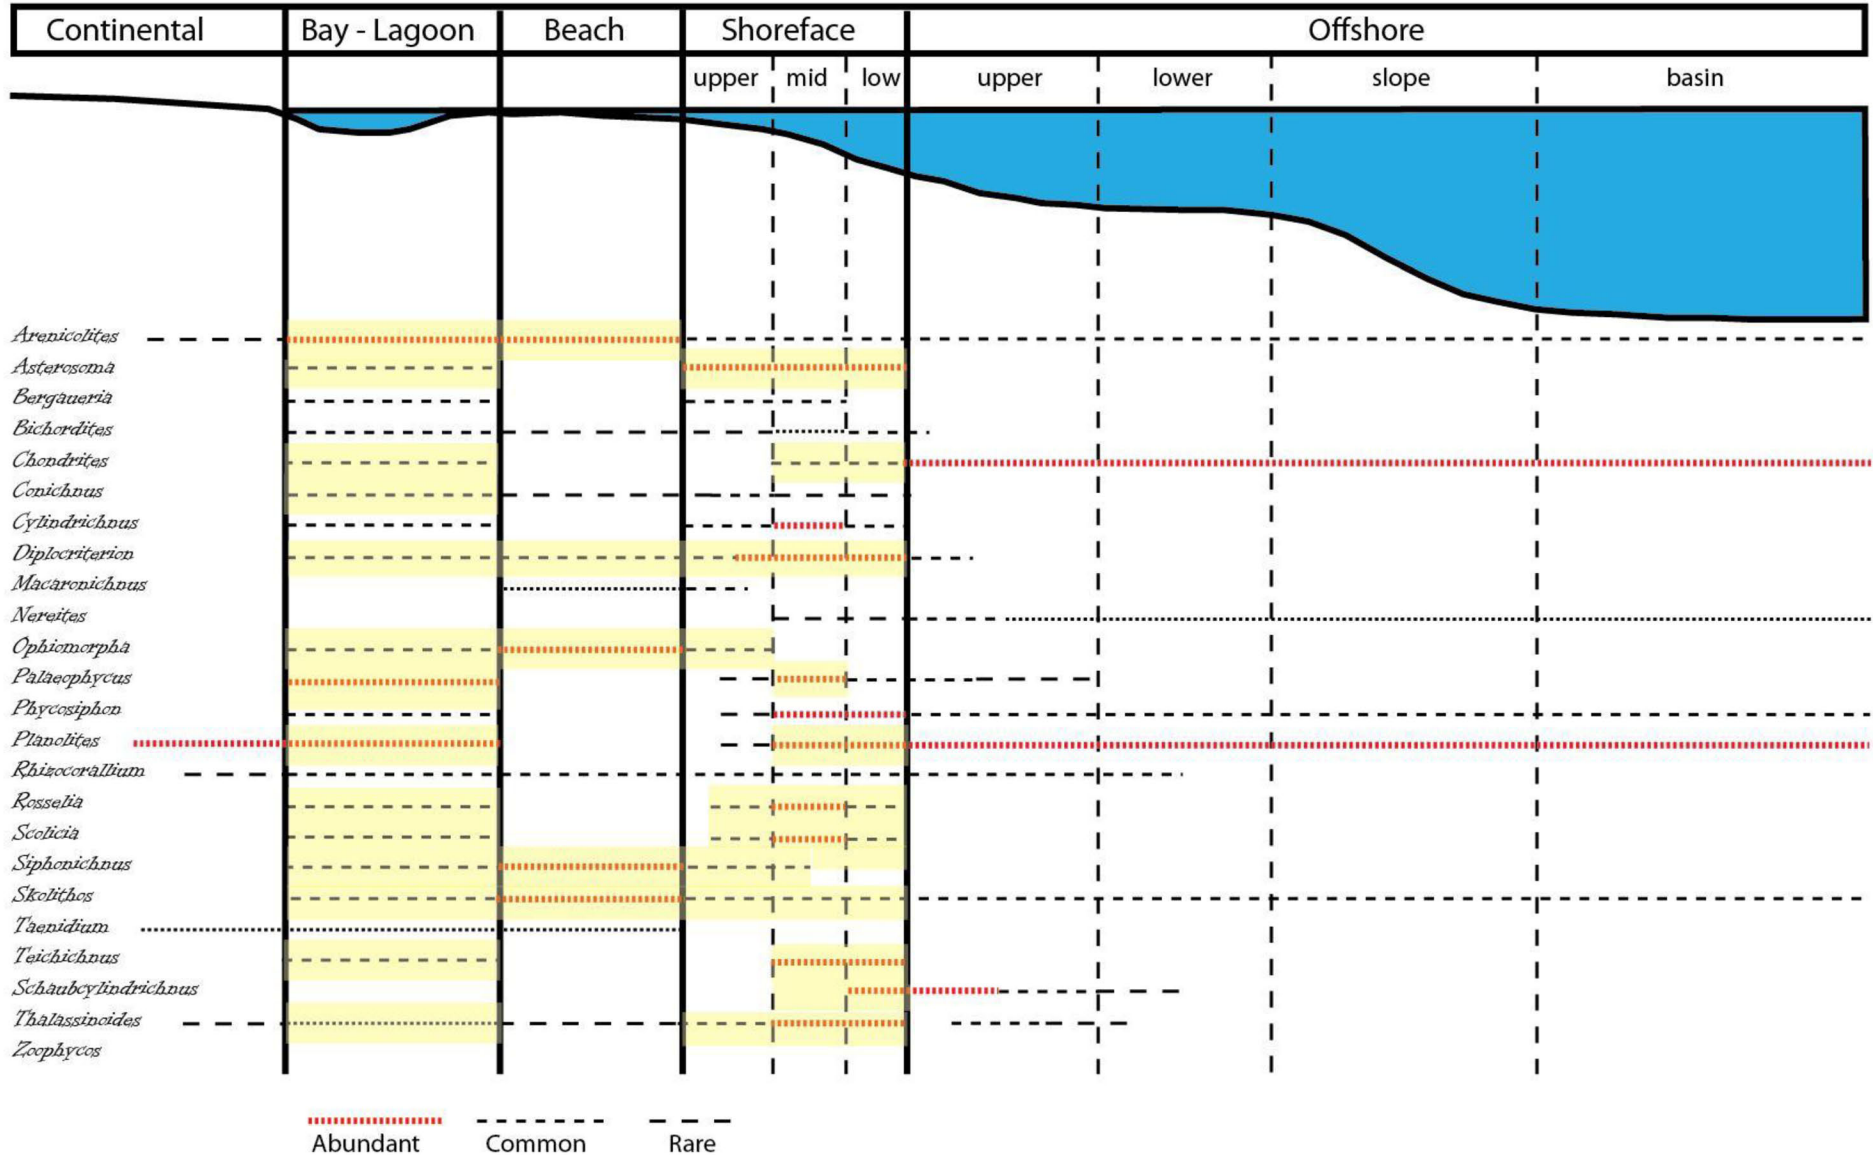 Continental Bay - Lagoon Beach Shoreface Offshore
upper mid low upper lower slope basin
Arenicolites
Asterosoma
Bergaueria
Bichordites
Chondrites
Conichnus
Cylindrichnus
Diplocriterion
Macaronichnus
Nereites
Ophiomorpha
Palaeophycus
Phycosiphon
Planolites
Rhizocorallium
Rosselia
Scolicia
Siphonichnus
Skolithos
Taenidium
Teichichnus
Schaubcylindrichnus
Thalassinoides
Zoophycos
Abundant Common Rare